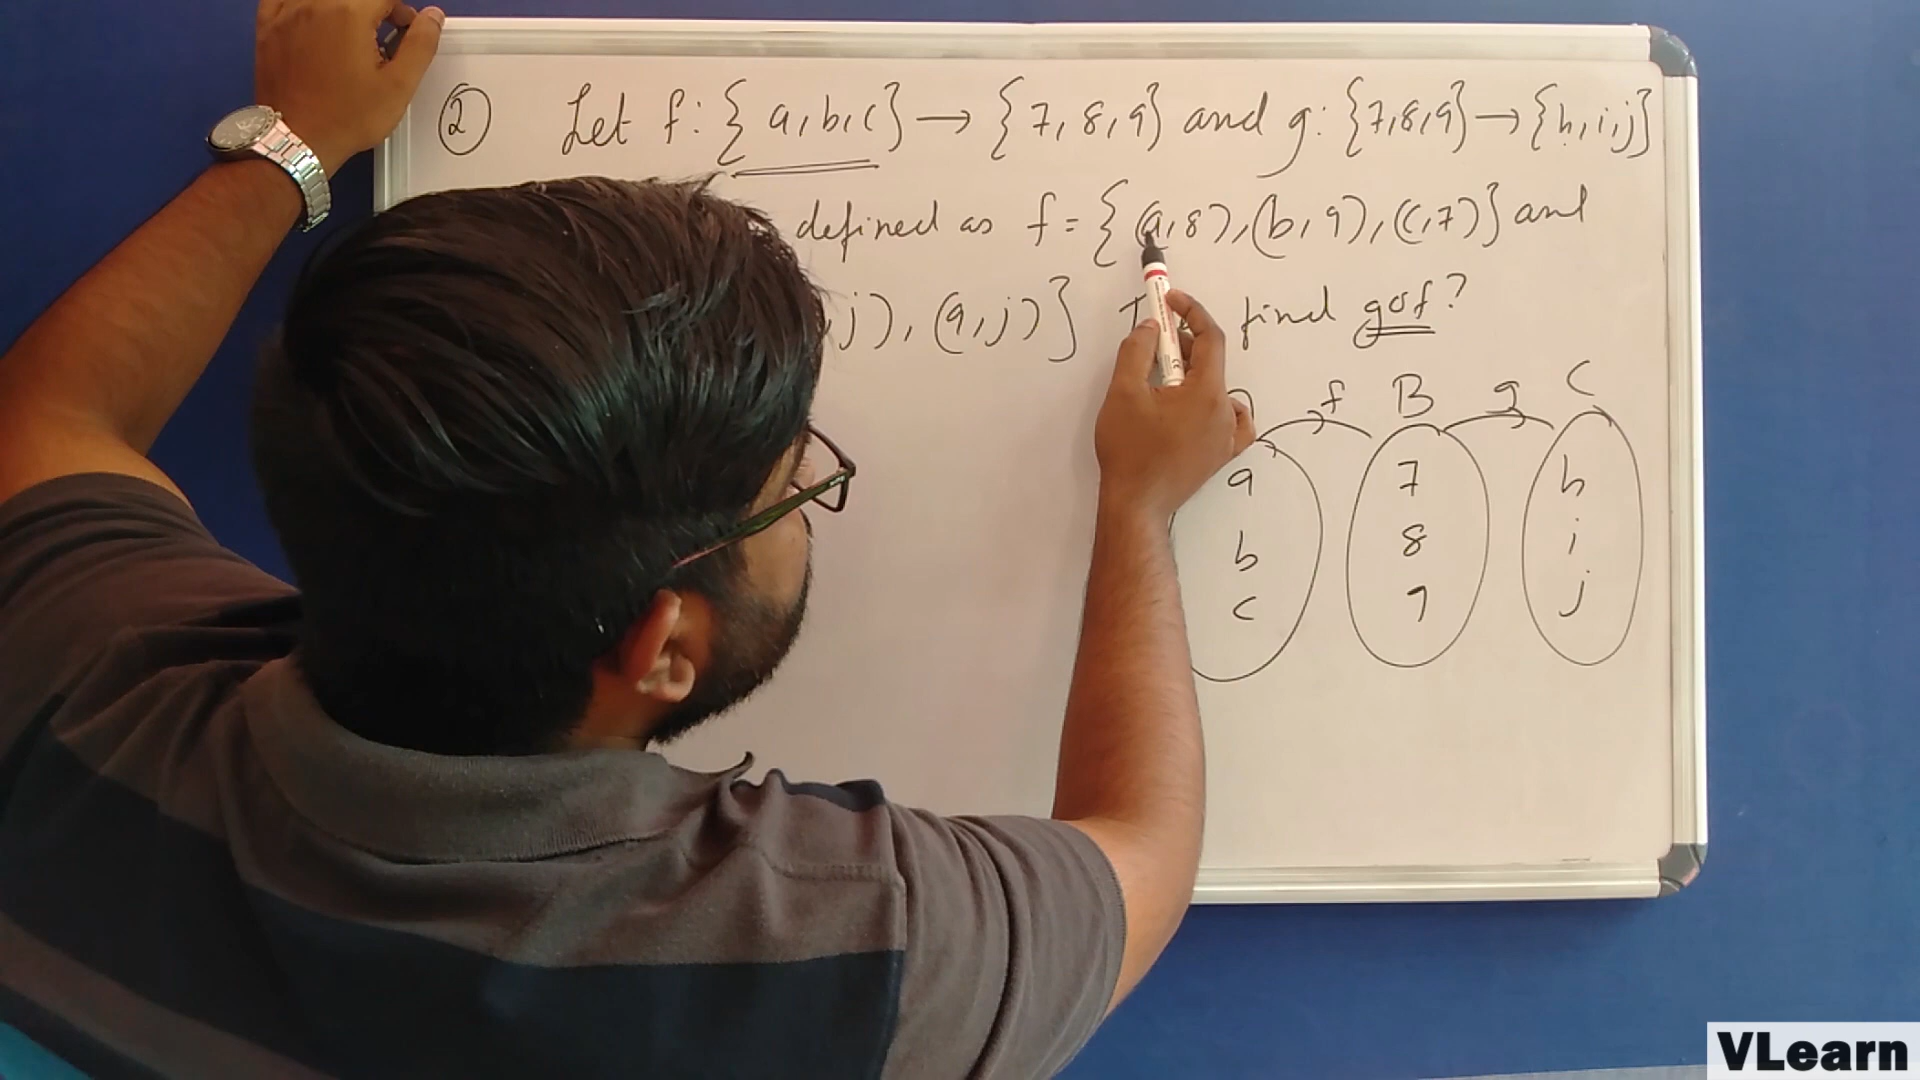 ② Let f: {a,b,c} → {7,8,9} and g: {7,8,9} → {h,i,j}
defined as f = {(a,8),(b,9),(c,7)} and
j),(9,j)} find gof?
f B g C
a 7 h
b 8 i
c 9 j
VLearn